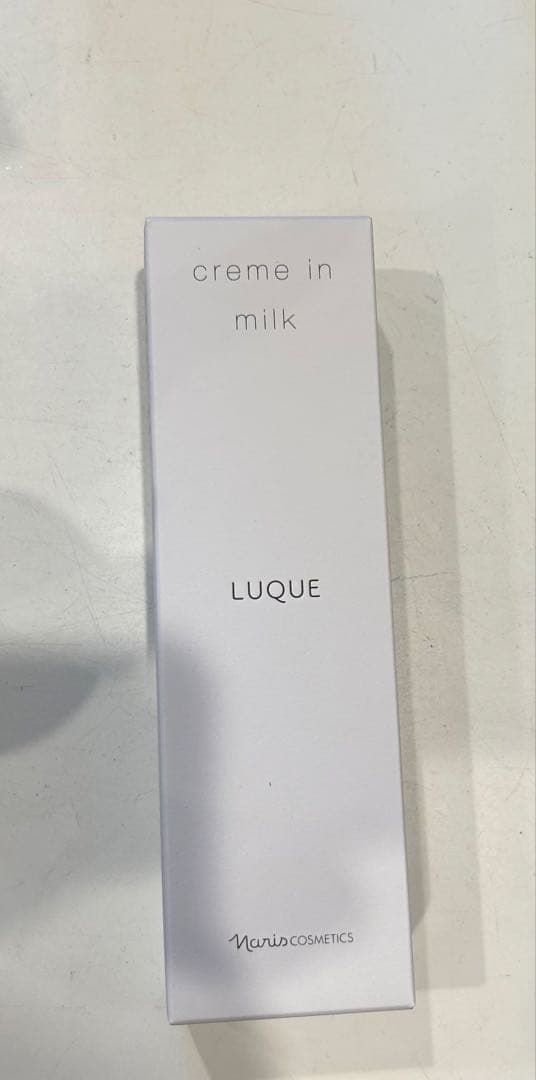 creme in
milk
LUQUE
Naris COSMETICS